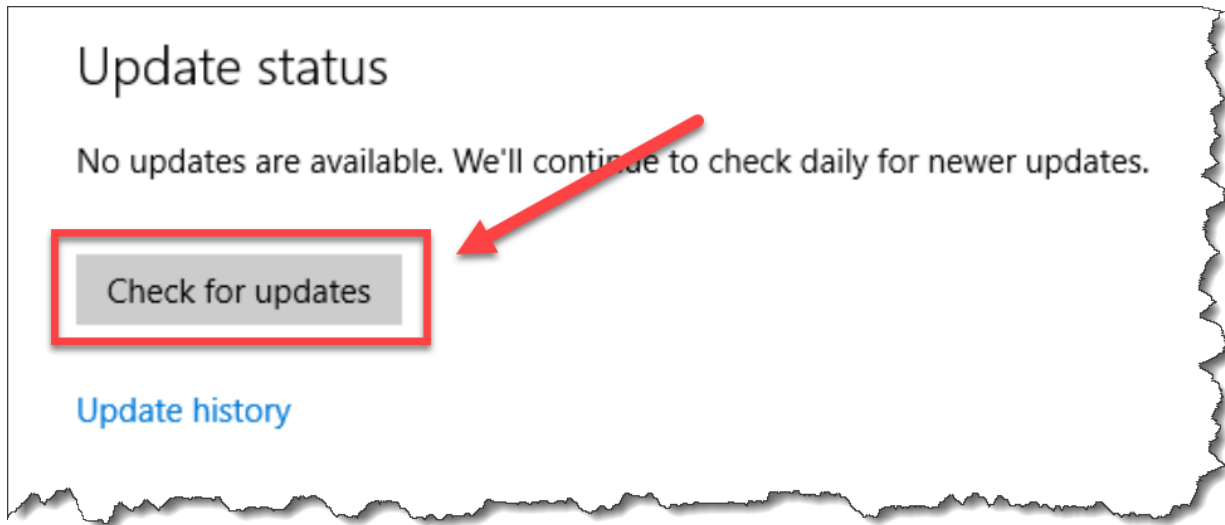 Update status
No updates are available. We'll continue to check daily for newer updates.
Check for updates
Update history